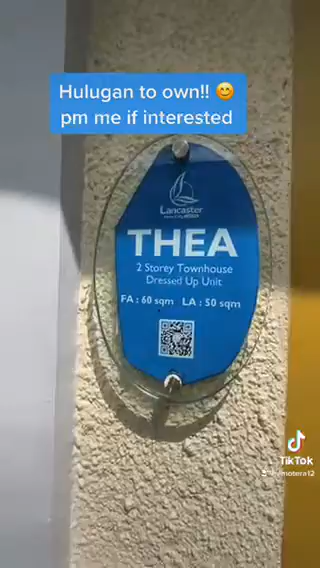 Hulugan to own!! 😊
pm me if interested
Lancaster
THEA
2 Storey Townhouse
Dressed Up Unit
FA : 60 sqm LA : 50 sqm
TikTok